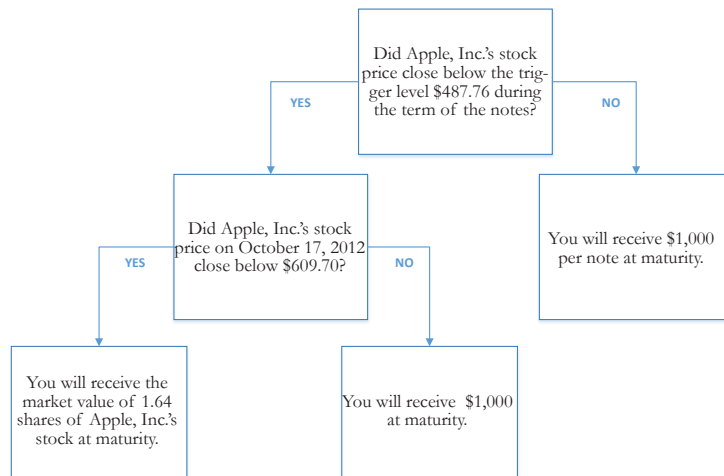 Did Apple, Inc.'s stock
price close below the trig-
ger level $487.76 during
the term of the notes?
YES
NO
Did Apple, Inc.'s stock
price on October 17, 2012
close below $609.70?
You will receive $1,000
per note at maturity.
YES
NO
You will receive the
market value of 1.64
shares of Apple, Inc.'s
stock at maturity.
You will receive $1,000
at maturity.